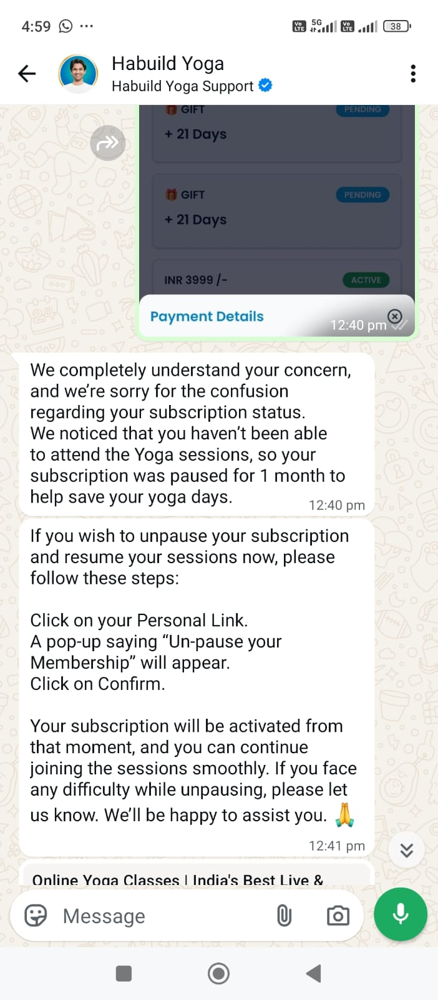 4:59
Vo LTE 5G Vo LTE 38
Habuild Yoga
Habuild Yoga Support
GIFT PENDING
+ 21 Days
GIFT PENDING
+ 21 Days
INR 3999 /- ACTIVE
Payment Details
12:40 pm
We completely understand your concern,
and we’re sorry for the confusion
regarding your subscription status.
We noticed that you haven’t been able
to attend the Yoga sessions, so your
subscription was paused for 1 month to
help save your yoga days.
12:40 pm
If you wish to unpause your subscription
and resume your sessions now, please
follow these steps:
Click on your Personal Link.
A pop-up saying “Un-pause your
Membership” will appear.
Click on Confirm.
Your subscription will be activated from
that moment, and you can continue
joining the sessions smoothly. If you face
any difficulty while unpausing, please let
us know. We’ll be happy to assist you. 🙏
12:41 pm
Online Yoga Classes | India's Best Live &
Message